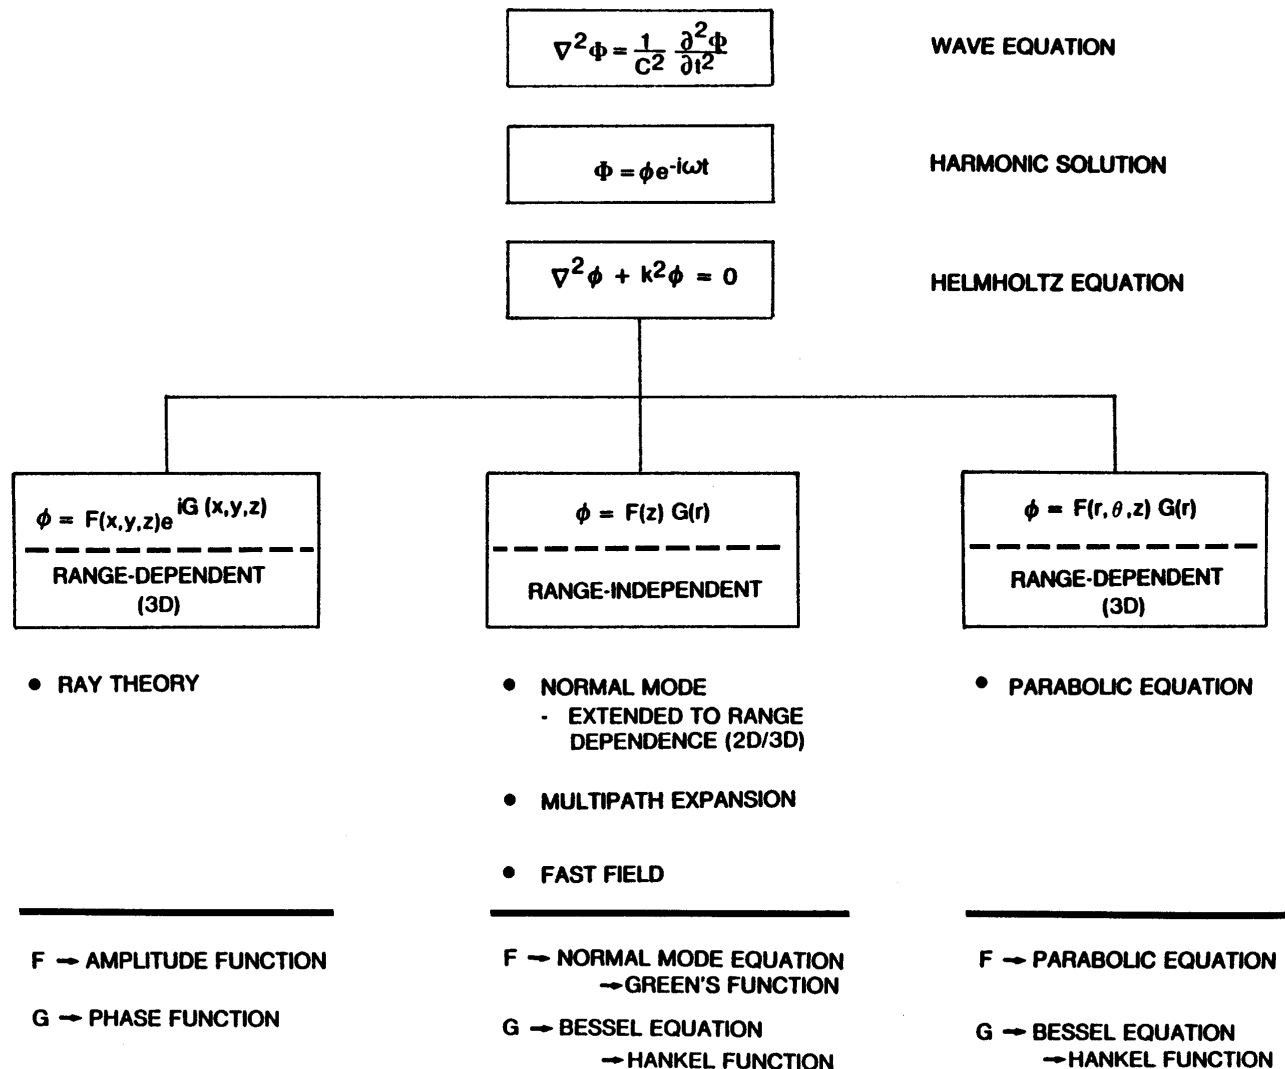 ∇²Φ = 1/C² ∂²Φ/∂t²
WAVE EQUATION
Φ = ϕe^-iωt
HARMONIC SOLUTION
∇²ϕ + k²ϕ = 0
HELMHOLTZ EQUATION
ϕ = F(x,y,z)e^iG (x,y,z)
RANGE-DEPENDENT
(3D)
ϕ = F(z) G(r)
RANGE-INDEPENDENT
ϕ = F(r, θ ,z) G(r)
RANGE-DEPENDENT
(3D)
• RAY THEORY
• NORMAL MODE
- EXTENDED TO RANGE
DEPENDENCE (2D/3D)
• MULTIPATH EXPANSION
• FAST FIELD
• PARABOLIC EQUATION
F → AMPLITUDE FUNCTION
G → PHASE FUNCTION
F → NORMAL MODE EQUATION
→ GREEN'S FUNCTION
G → BESSEL EQUATION
→ HANKEL FUNCTION
F → PARABOLIC EQUATION
G → BESSEL EQUATION
→ HANKEL FUNCTION